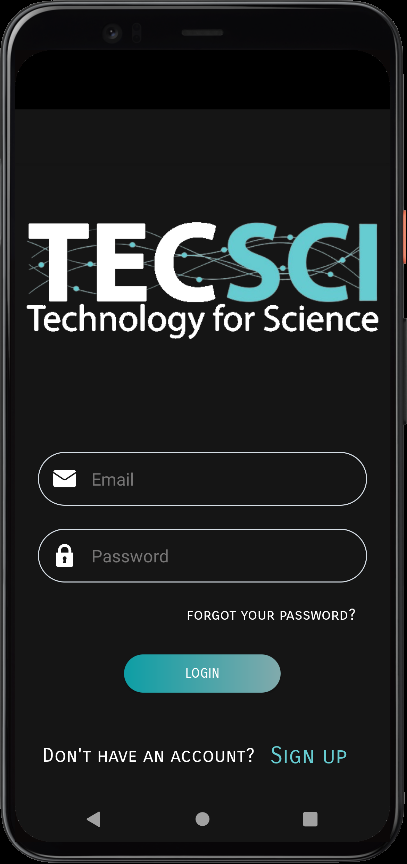 TECSCI
Technology for Science
Email
Password
FORGOT YOUR PASSWORD?
LOGIN
DON'T HAVE AN ACCOUNT? SIGN UP